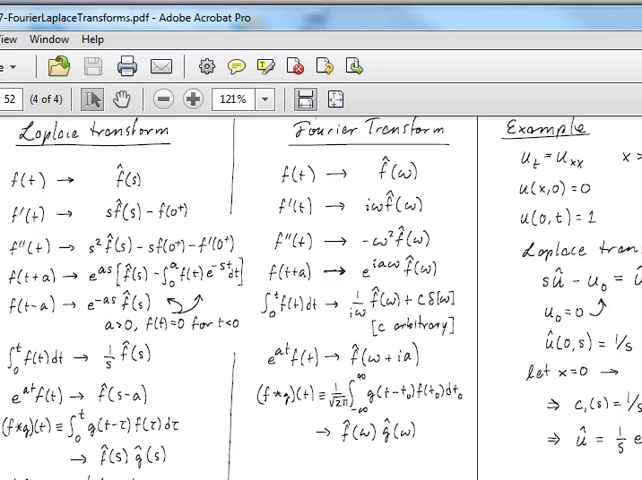 7-FourierLaplaceTransforms.pdf - Adobe Acrobat Pro
View Window Help
52 (4 of 4) 121%
Laplace transform
f(t) → f̂(s)
f'(t) → sf̂(s) - f(0⁺)
f''(t) → s²f̂(s) - sf(0⁺) - f'(0⁺)
f(t+a) → e^{as}[f̂(s) - ∫₀^a f(t)e^{-st}dt]
f(t-a) → e^{-as} f̂(s)
a>0, f(t)=0 for t<0
∫₀^t f(t)dt → 1/s f̂(s)
e^{at}f(t) → f̂(s-a)
(f*g)(t) ≡ ∫₀^t g(t-τ)f(τ)dτ
→ f̂(s) ĝ(s)
Fourier Transform
f(t) → f̂(ω)
f'(t) → iωf̂(ω)
f''(t) → -ω²f̂(ω)
f(t+a) → e^{iaω}f̂(ω)
∫₀^t f(t)dt → 1/iω f̂(ω) + cδ[ω]
[c arbitrary]
e^{at}f(t) → f̂(ω+ia)
(f*g)(t) ≡ 1/√2π ∫_{-∞}^{∞} g(t-t₀)f(t₀)dt₀
→ f̂(ω) ĝ(ω)
Example
u_t = u_xx x>
u(x,0)=0
u(0,t)=1
Laplace tran
sû - u₀ = û
u₀=0
û(0,s) = 1/s
let x=0 →
⇒ c₁(s) = 1/s
⇒ û = 1/s e